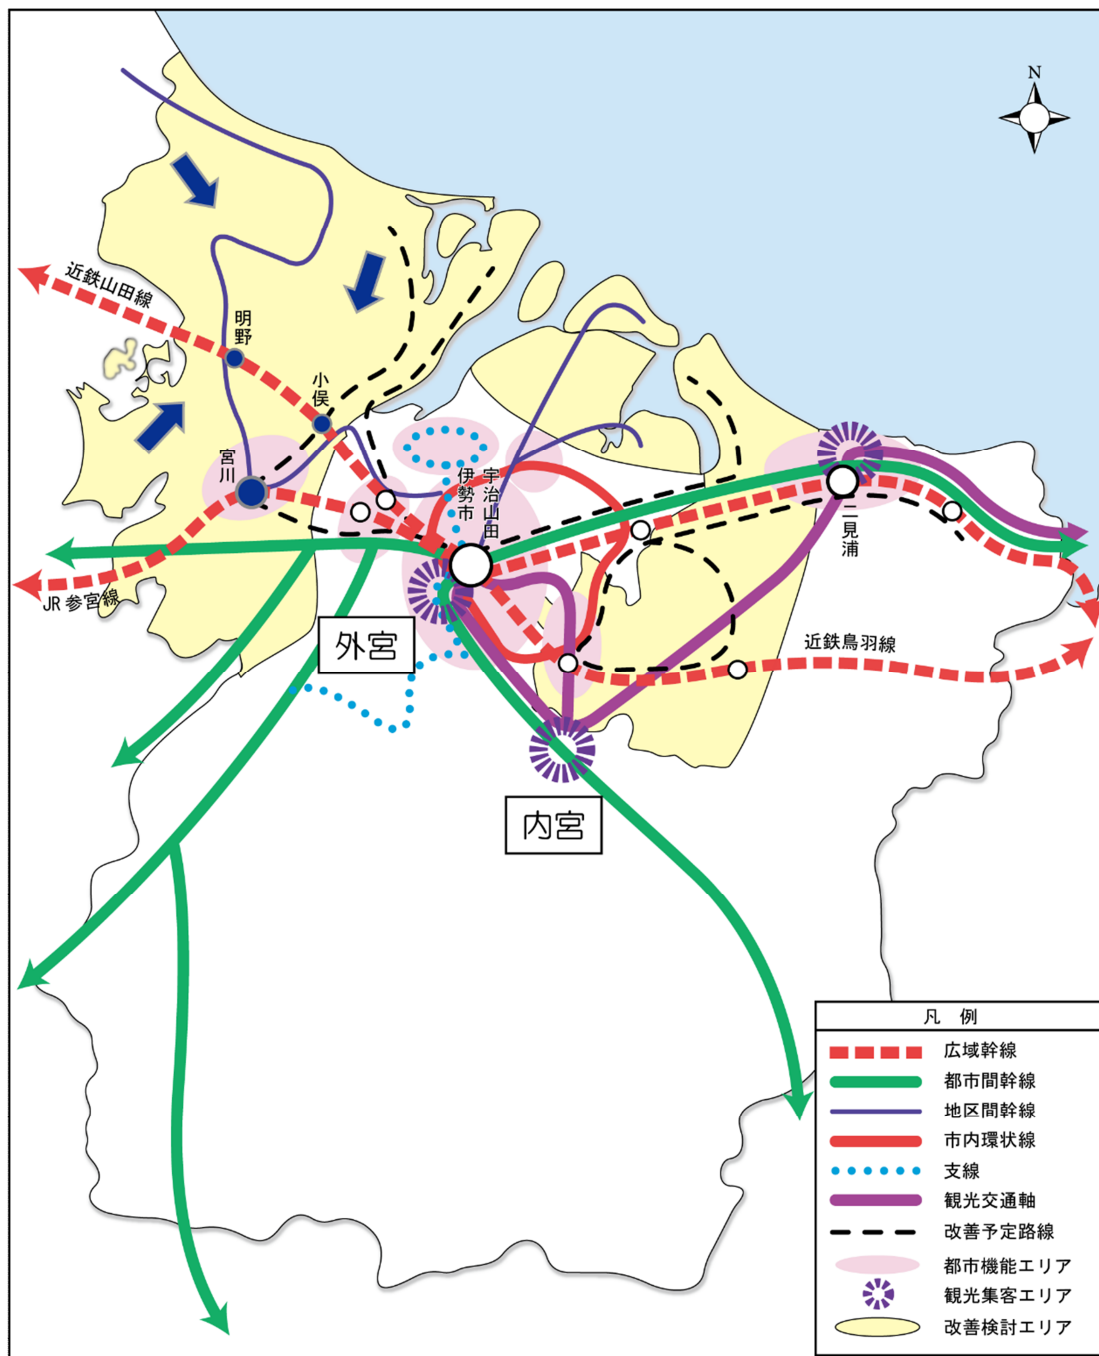 N
近鉄山田線
明野
小俣
宮川
伊勢市
宇治山田
二見浦
JR参宮線
外宮
近鉄鳥羽線
内宮
凡 例
広域幹線
都市間幹線
地区間幹線
市内環状線
支線
観光交通軸
改善予定路線
都市機能エリア
観光集客エリア
改善検討エリア